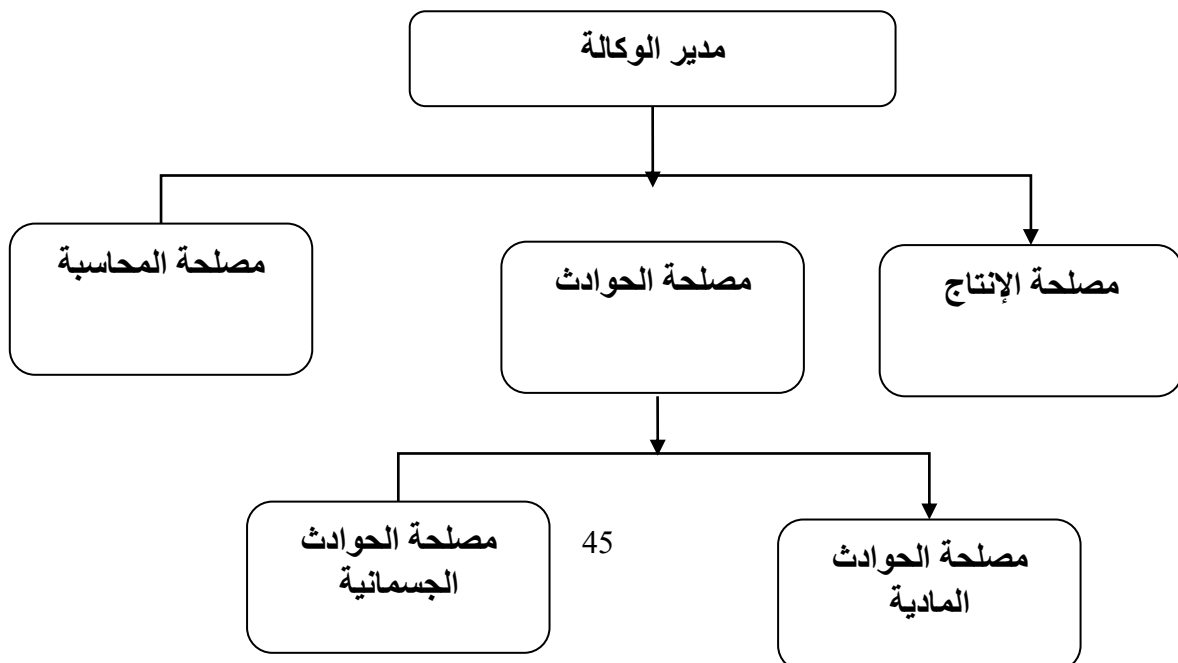 مدير الوكالة
مصلحة الإنتاج
مصلحة الحوادث
مصلحة المحاسبة
مصلحة الحوادث
المادية
مصلحة الحوادث
الجسمانية
45